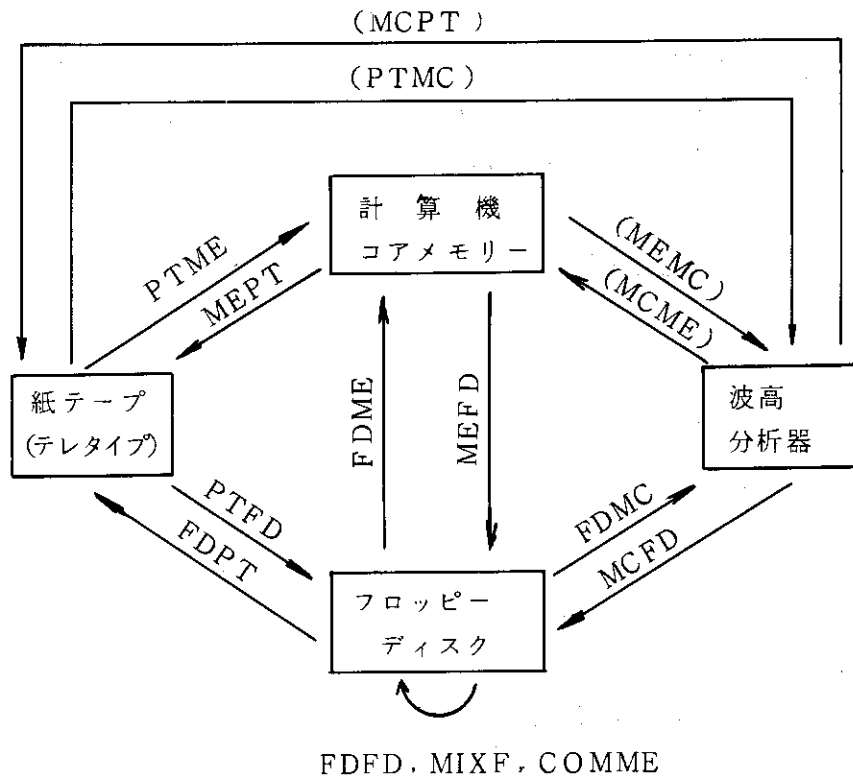 (MCPT)
(PTMC)
計算機
コアメモリー
PTME
MEPT
(MEMC)
(MCME)
紙テープ
(テレタイプ)
FDME
MEFD
波高
分析器
PTFD
FDPT
FDMC
MCFD
フロッピー
ディスク
FDFD, MIXF, COMME